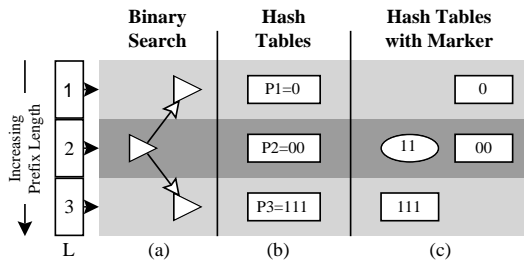 Binary
Search
Hash
Tables
Hash Tables
with Marker
Increasing
Prefix Length
1
P1=0
0
2
P2=00
11
00
3
P3=111
111
L
(a)
(b)
(c)